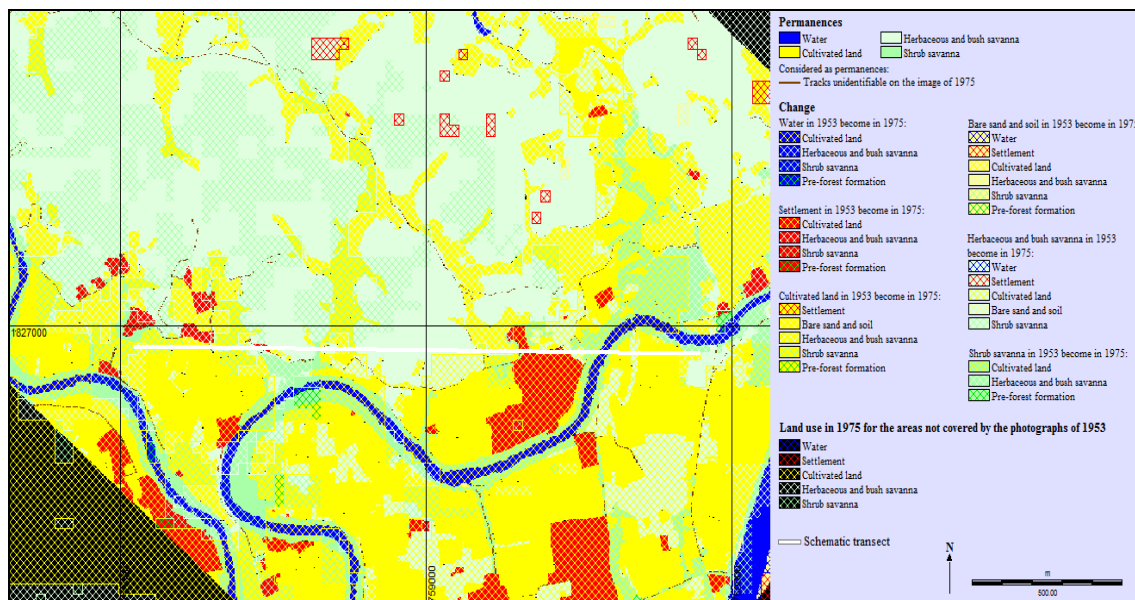 1827000
759000
Permanences
Water
Herbaceous and bush savanna
Cultivated land
Shrub savanna
Considered as permanences:
Tracks unidentifiable on the image of 1975
Change
Water in 1953 become in 1975:
Cultivated land
Herbaceous and bush savanna
Shrub savanna
Pre-forest formation
Settlement in 1953 become in 1975:
Cultivated land
Herbaceous and bush savanna
Shrub savanna
Pre-forest formation
Cultivated land in 1953 become in 1975:
Settlement
Bare sand and soil
Herbaceous and bush savanna
Shrub savanna
Pre-forest formation
Bare sand and soil in 1953 become in 1975:
Water
Settlement
Cultivated land
Herbaceous and bush savanna
Shrub savanna
Pre-forest formation
Herbaceous and bush savanna in 1953
become in 1975:
Water
Settlement
Cultivated land
Bare sand and soil
Shrub savanna
Shrub savanna in 1953 become in 1975:
Cultivated land
Herbaceous and bush savanna
Pre-forest formation
Land use in 1975 for the areas not covered by the photographs of 1953
Water
Settlement
Cultivated land
Herbaceous and bush savanna
Shrub savanna
Schematic transect
N
m
500.00